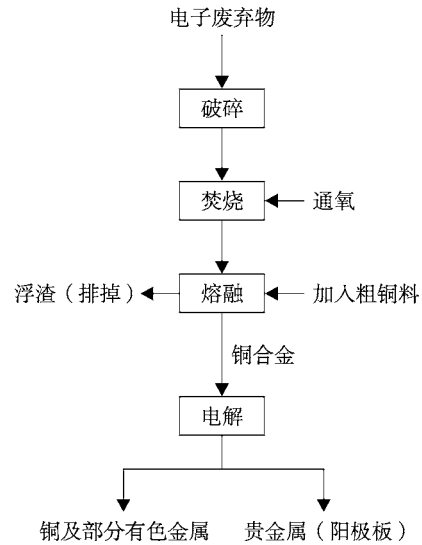 电子废弃物
破碎
焚烧
通氧
浮渣（排掉）
熔融
加入粗铜料
铜合金
电解
铜及部分有色金属
贵金属（阳极板）